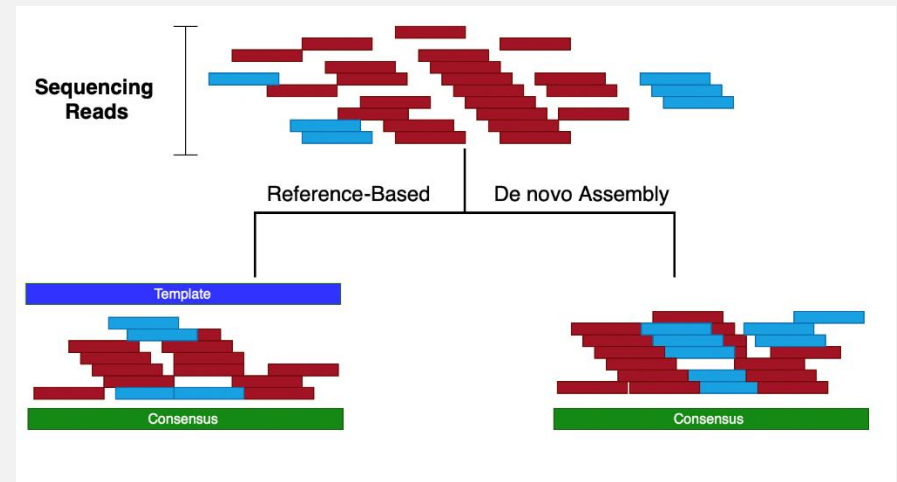 Sequencing
Reads
Reference-Based
De novo Assembly
Template
Consensus
Consensus